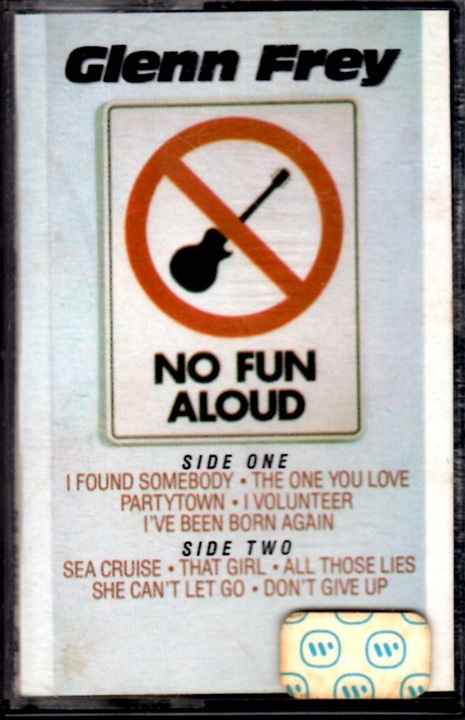 Glenn Frey
NO FUN
ALOUD
SIDE ONE
I FOUND SOMEBODY • THE ONE YOU LOVE
PARTYTOWN • I VOLUNTEER
I'VE BEEN BORN AGAIN
SIDE TWO
SEA CRUISE • THAT GIRL • ALL THOSE LIES
SHE CAN'T LET GO • DON'T GIVE UP